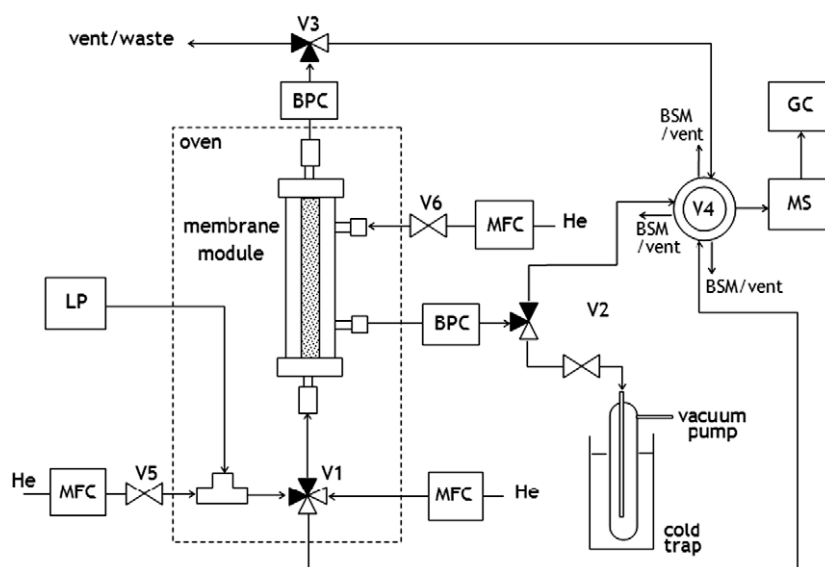 V3
vent/waste
BPC
GC
BSM
/vent
oven
V6
MS
V4
membrane
module
MFC
He
BSM
/vent
BSM/vent
LP
BPC
V2
vacuum
pump
He
MFC
V5
V1
MFC
He
cold
trap